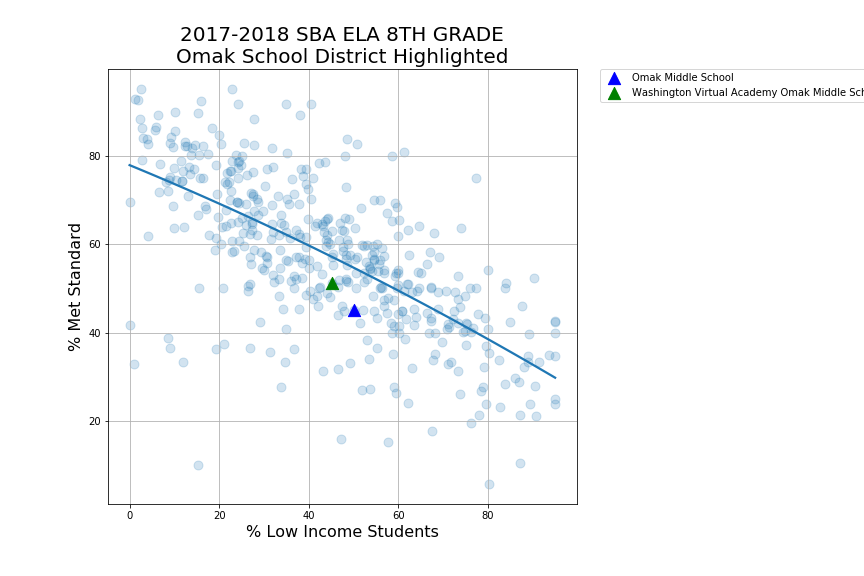 2017-2018 SBA ELA 8TH GRADE
Omak School District Highlighted
Omak Middle School
Washington Virtual Academy Omak Middle Sch
% Met Standard
80
60
40
20
0 20 40 60 80
% Low Income Students